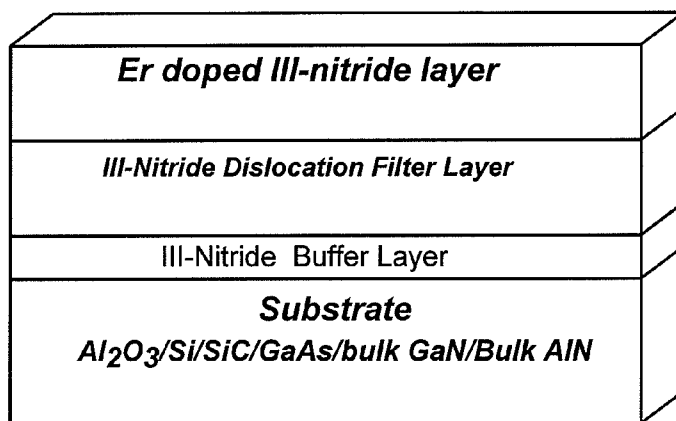 Er doped III-nitride layer
III-Nitride Dislocation Filter Layer
III-Nitride Buffer Layer
Substrate
Al₂O₃/Si/SiC/GaAs/bulk GaN/Bulk AlN